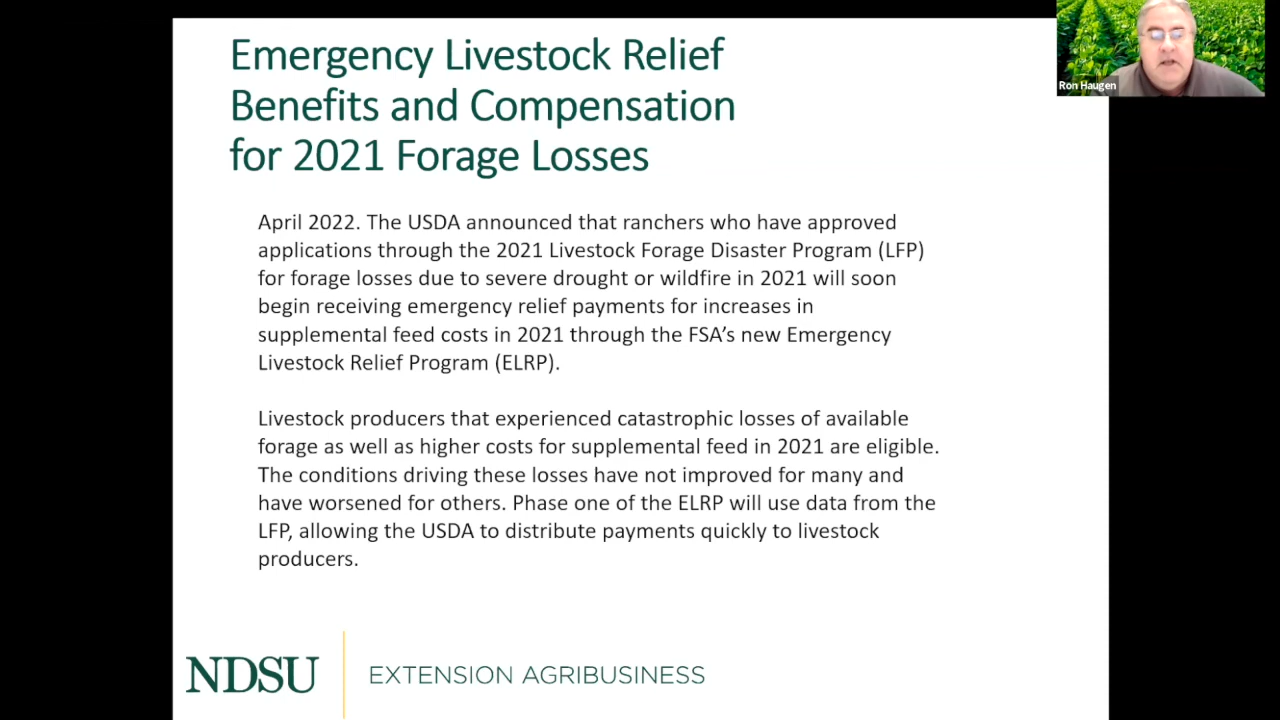 Emergency Livestock Relief
Benefits and Compensation
for 2021 Forage Losses
Ron Haugen
April 2022. The USDA announced that ranchers who have approved
applications through the 2021 Livestock Forage Disaster Program (LFP)
for forage losses due to severe drought or wildfire in 2021 will soon
begin receiving emergency relief payments for increases in
supplemental feed costs in 2021 through the FSA’s new Emergency
Livestock Relief Program (ELRP).
Livestock producers that experienced catastrophic losses of available
forage as well as higher costs for supplemental feed in 2021 are eligible.
The conditions driving these losses have not improved for many and
have worsened for others. Phase one of the ELRP will use data from the
LFP, allowing the USDA to distribute payments quickly to livestock
producers.
NDSU
EXTENSION AGRIBUSINESS